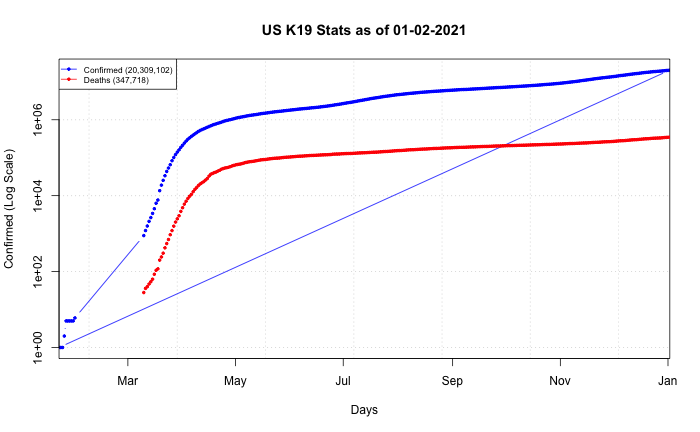 US K19 Stats as of 01-02-2021
Confirmed (20,309,102)
Deaths (347,718)
Confirmed (Log Scale)
1e+06
1e+04
1e+02
1e+00
Mar May Jul Sep Nov Jan
Days